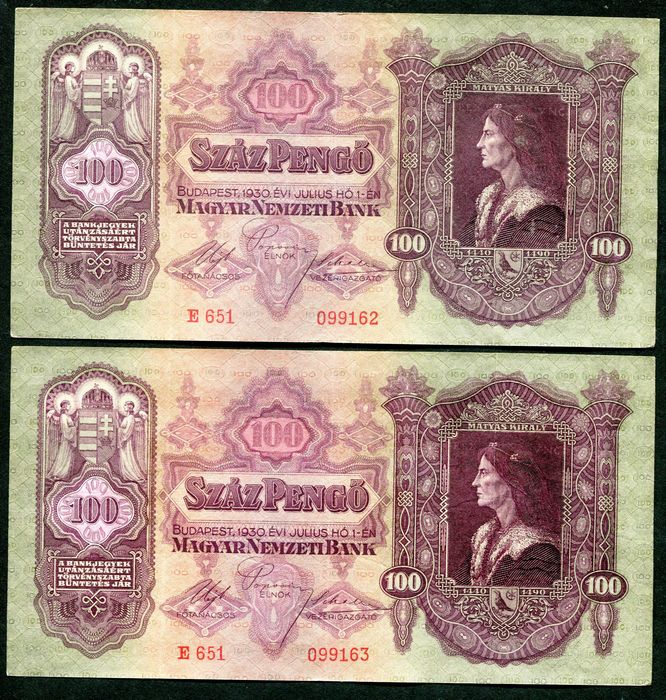 100
MÁTYÁS KIRÁLY
100
SZÁZ PENGŐ
BUDAPEST, 1930. ÉVI JULIUS HÓ 1-ÉN
MAGYAR NEMZETI BANK
A BANKJEGYEK
UTÁNZÁSÁÉRT
TÖRVÉNYSZABTA
BÜNTETÉS JÁR
100
100
1440
1490
FŐTANÁCSOS
ELNÖK
VEZÉRIGAZGATÓ
E 651
099162
100
MÁTYÁS KIRÁLY
100
SZÁZ PENGŐ
BUDAPEST, 1930. ÉVI JULIUS HÓ 1-ÉN
MAGYAR NEMZETI BANK
A BANKJEGYEK
UTÁNZÁSÁÉRT
TÖRVÉNYSZABTA
BÜNTETÉS JÁR
100
100
1440
1490
FŐTANÁCSOS
ELNÖK
VEZÉRIGAZGATÓ
E 651
099163